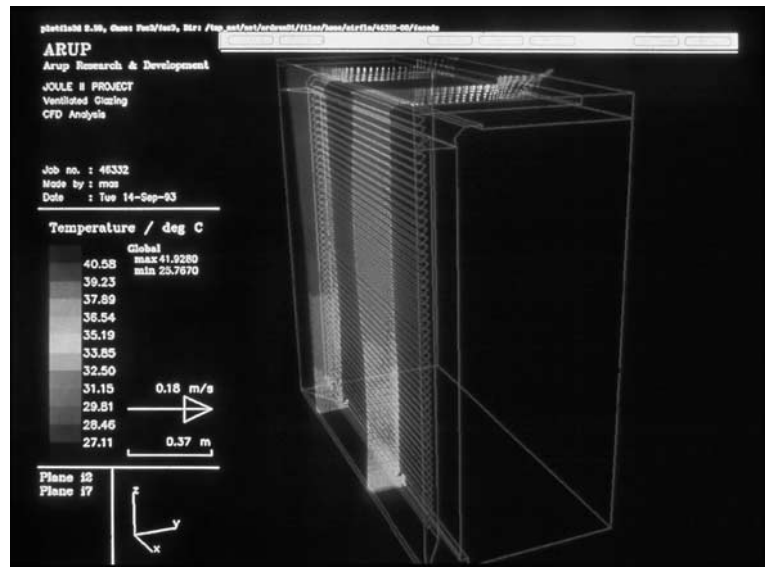 ARUP
Arup Research & Development
JOULE II PROJECT
Ventilated Glazing
CFD Analysis
Job no. : 46332
Made by : mas
Date : Tue 14-Sep-93
Temperature / deg C
Global
max 41.9280
min 25.7670
40.58
39.23
37.89
36.54
35.19
33.85
32.50
31.15
29.81
28.46
27.11
0.18 m/s
0.37 m
Plane i2
Plane i7
z
y
x